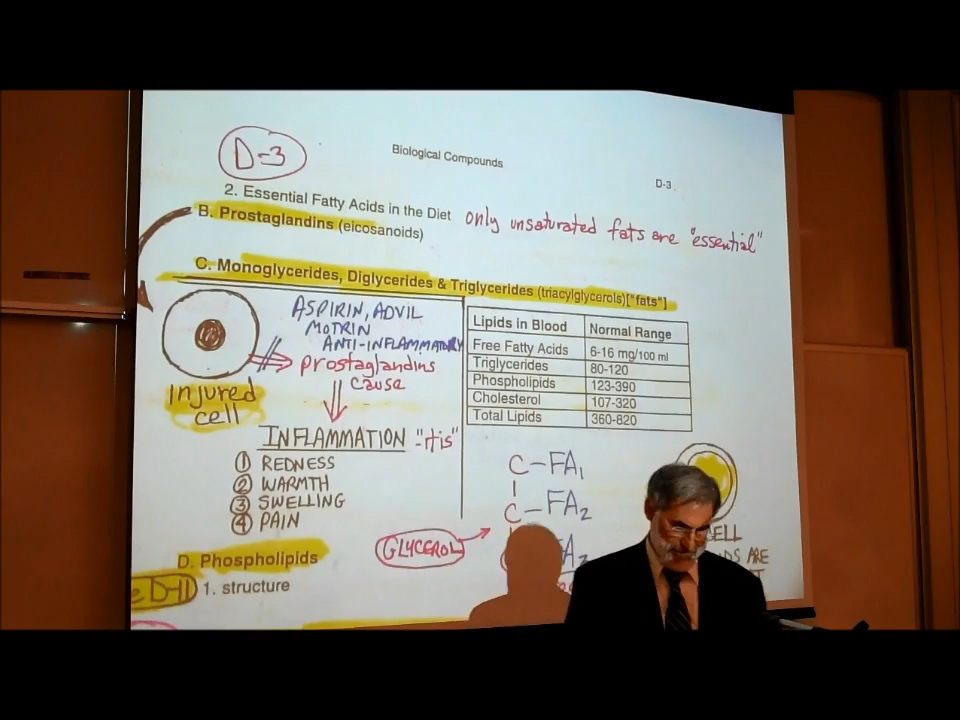 D-3
Biological Compounds
D-3
2. Essential Fatty Acids in the Diet
only unsaturated fats are "essential"
B. Prostaglandins (eicosanoids)
C. Monoglycerides, Diglycerides & Triglycerides (triacylglycerols)["fats"]
ASPIRIN, ADVIL
MOTRIN
ANTI-INFLAMMATORY
prostaglandins
cause
injured
cell
INFLAMMATION "-itis"
① REDNESS
② WARMTH
③ SWELLING
④ PAIN
Lipids in Blood Normal Range
Free Fatty Acids 6-16 mg/100 ml
Triglycerides 80-120
Phospholipids 123-390
Cholesterol 107-320
Total Lipids 360-820
C-FA1
C-FA2
GLYCEROL
CELL
ARE
D. Phospholipids
D-11 1. structure